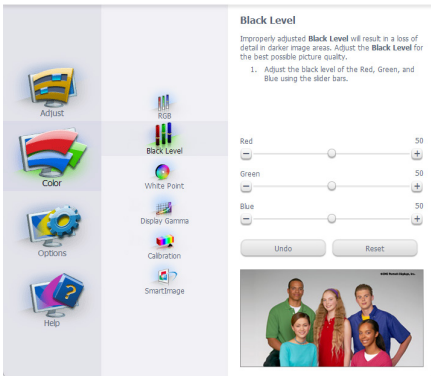 Adjust
Color
Options
Help
RGB
Black Level
White Point
Display Gamma
Calibration
SmartImage
Black Level
Improperly adjusted Black Level will result in a loss of
detail in darker image areas. Adjust the Black Level for
the best possible picture quality.
1. Adjust the black level of the Red, Green, and
Blue using the slider bars.
Red 50
Green 50
Blue 50
Undo Reset